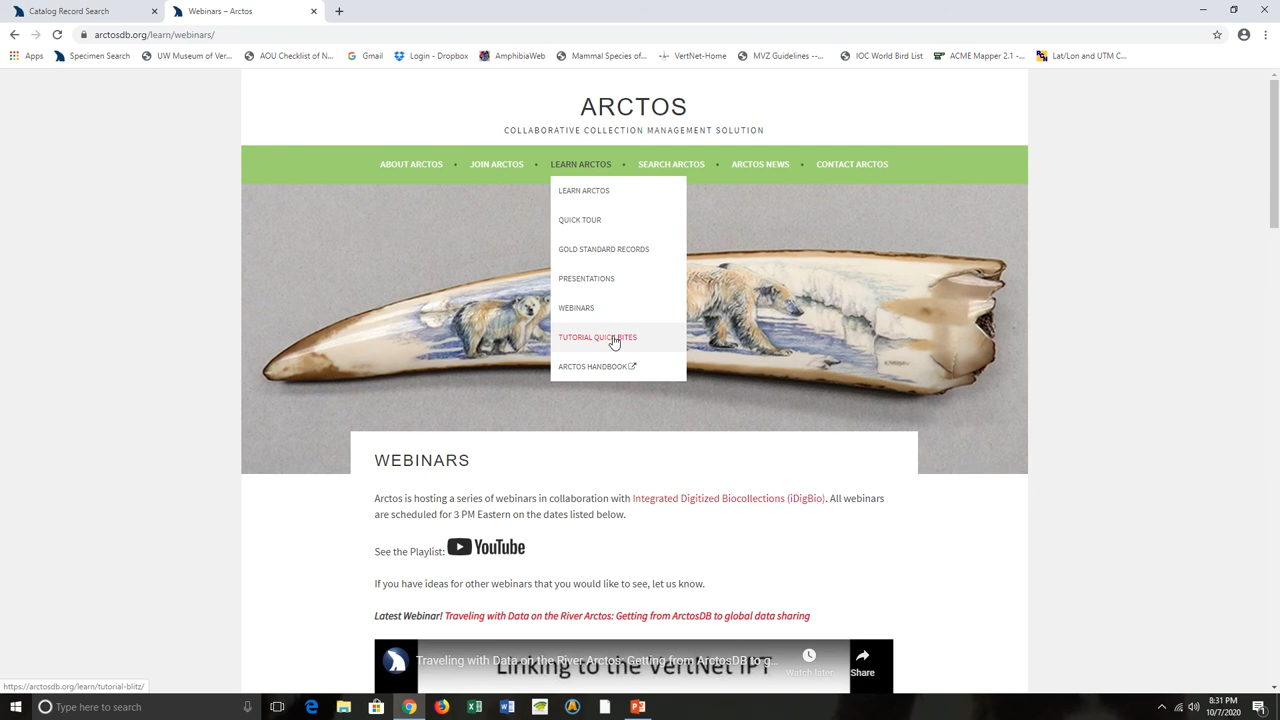 Catalog Record Search
Webinars – Arctos
arctosdb.org/learn/webinars/
Apps
Specimen Search
UW Museum of Ver...
AOU Checklist of N...
Gmail
Login - Dropbox
AmphibiaWeb
Mammal Species of...
VertNet-Home
MVZ Guidelines --...
IOC World Bird List
ACME Mapper 2.1 -...
Lat/Lon and UTM C...
ARCTOS
COLLABORATIVE COLLECTION MANAGEMENT SOLUTION
ABOUT ARCTOS • JOIN ARCTOS • LEARN ARCTOS • SEARCH ARCTOS • ARCTOS NEWS • CONTACT ARCTOS
LEARN ARCTOS
QUICK TOUR
GOLD STANDARD RECORDS
PRESENTATIONS
WEBINARS
TUTORIAL QUICK BITES
ARCTOS HANDBOOK
WEBINARS
Arctos is hosting a series of webinars in collaboration with Integrated Digitized Biocollections (iDigBio). All webinars
are scheduled for 3 PM Eastern on the dates listed below.
See the Playlist: YouTube
If you have ideas for other webinars that you would like to see, let us know.
Latest Webinar! Traveling with Data on the River Arctos: Getting from ArctosDB to global data sharing
Traveling with Data on the River Arctos: Getting from ArctosDB to g...
Linking to the VertNet IPT
Watch later
Share
https://arctosdb.org/learn/tutorial-blitz/
Type here to search
8:31 PM
10/7/2020